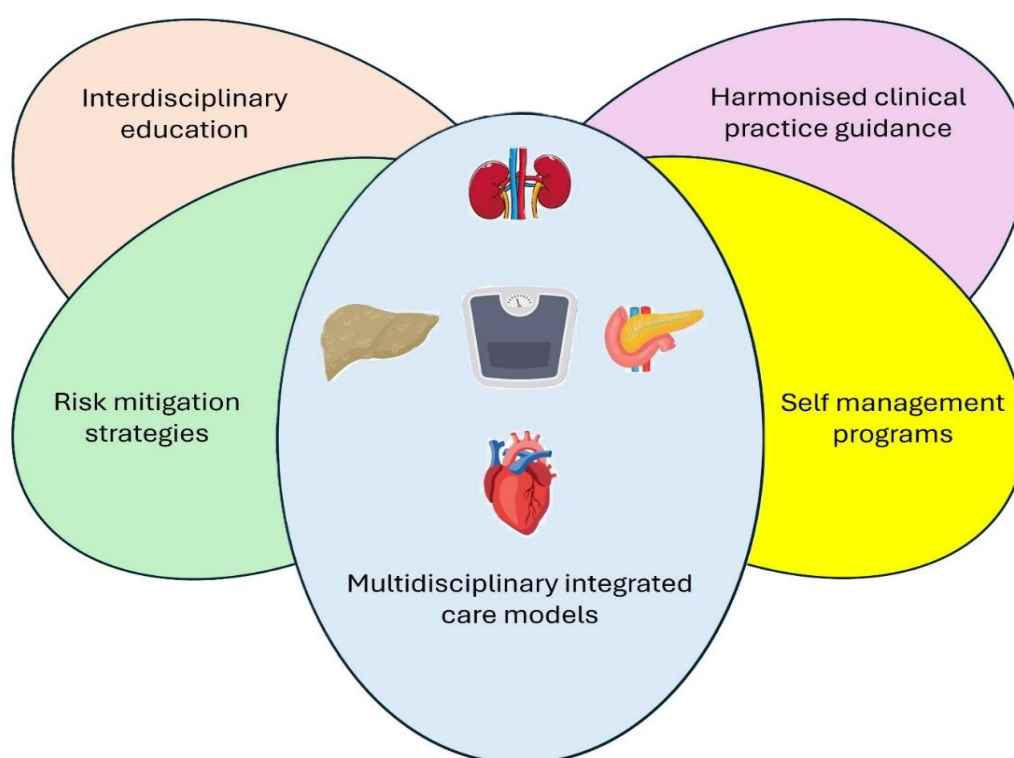 Interdisciplinary
education
Harmonised clinical
practice guidance
Risk mitigation
strategies
Self management
programs
Multidisciplinary integrated
care models